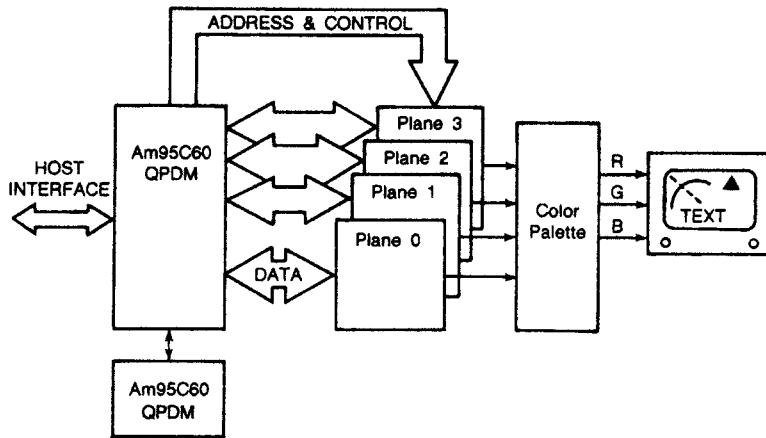 ADDRESS & CONTROL
Am95C60
QPDM
HOST
INTERFACE
Plane 3
Plane 2
Plane 1
Plane 0
DATA
Color
Palette
R
G
B
TEXT
Am95C60
QPDM